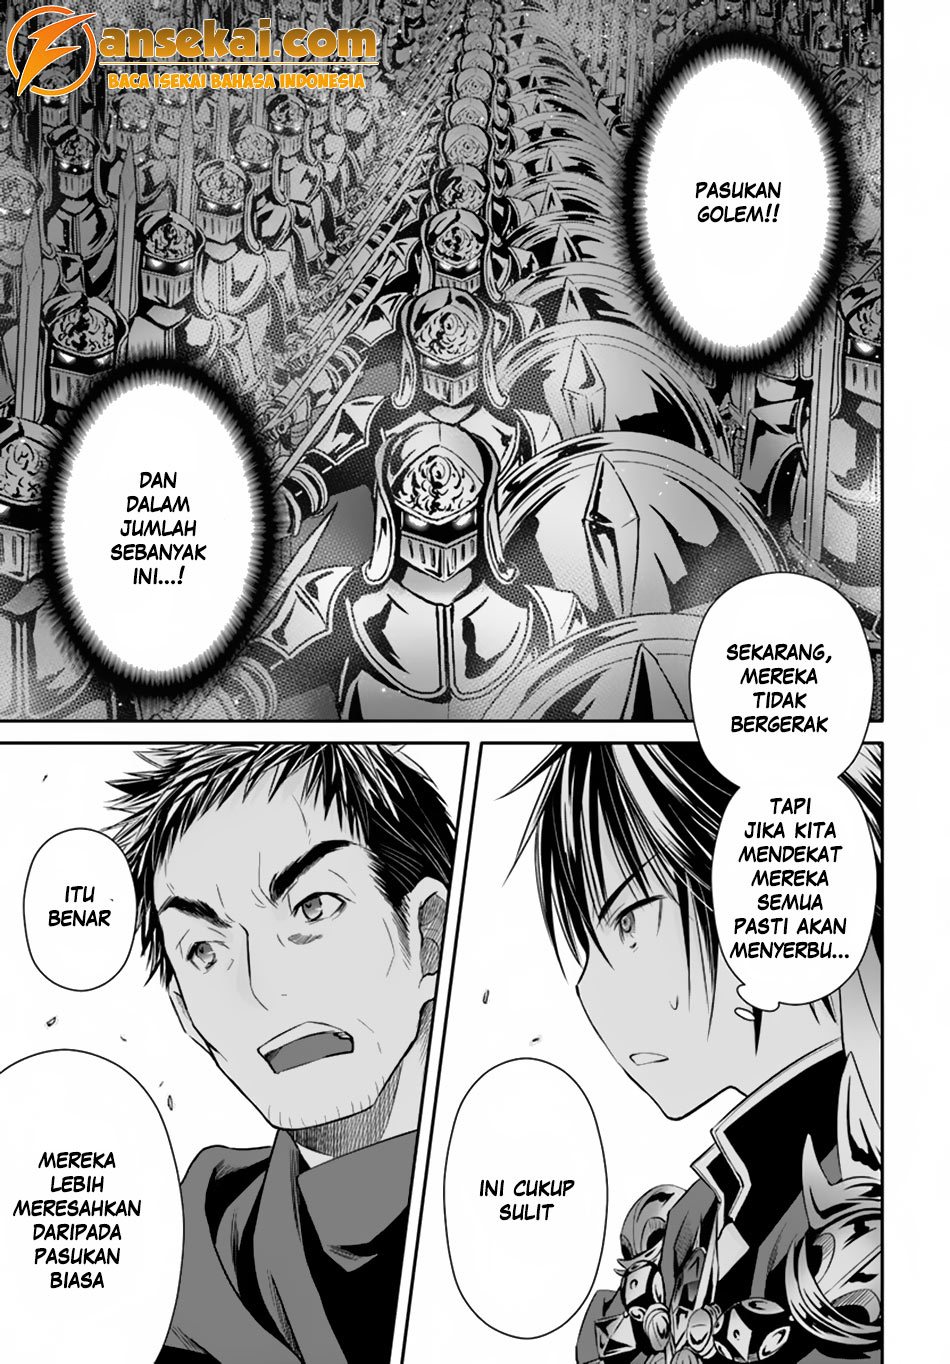 ansekai.com
BACA ISEKAI BAHASA INDONESIA
PASUKAN
GOLEM!!
DAN
DALAM
JUMLAH
SEBANYAK
INI...!
SEKARANG,
MEREKA
TIDAK
BERGERAK
TAPI
JIKA KITA
MENDEKAT
MEREKA
SEMUA
PASTI AKAN
MENYERBU...
INI CUKUP
SULIT
ITU
BENAR
MEREKA
LEBIH
MERESAHKAN
DARIPADA
PASUKAN
BIASA